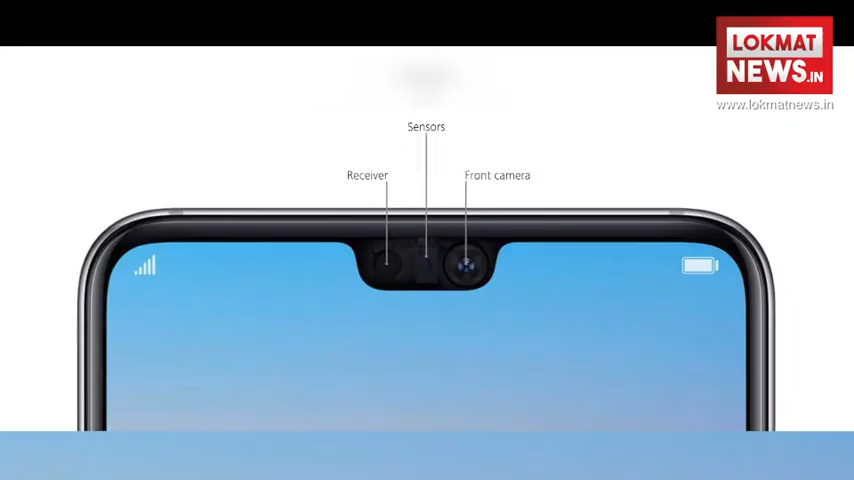 LOKMAT
NEWS.IN
www.lokmatnews.in
Sensors
Receiver
Front camera